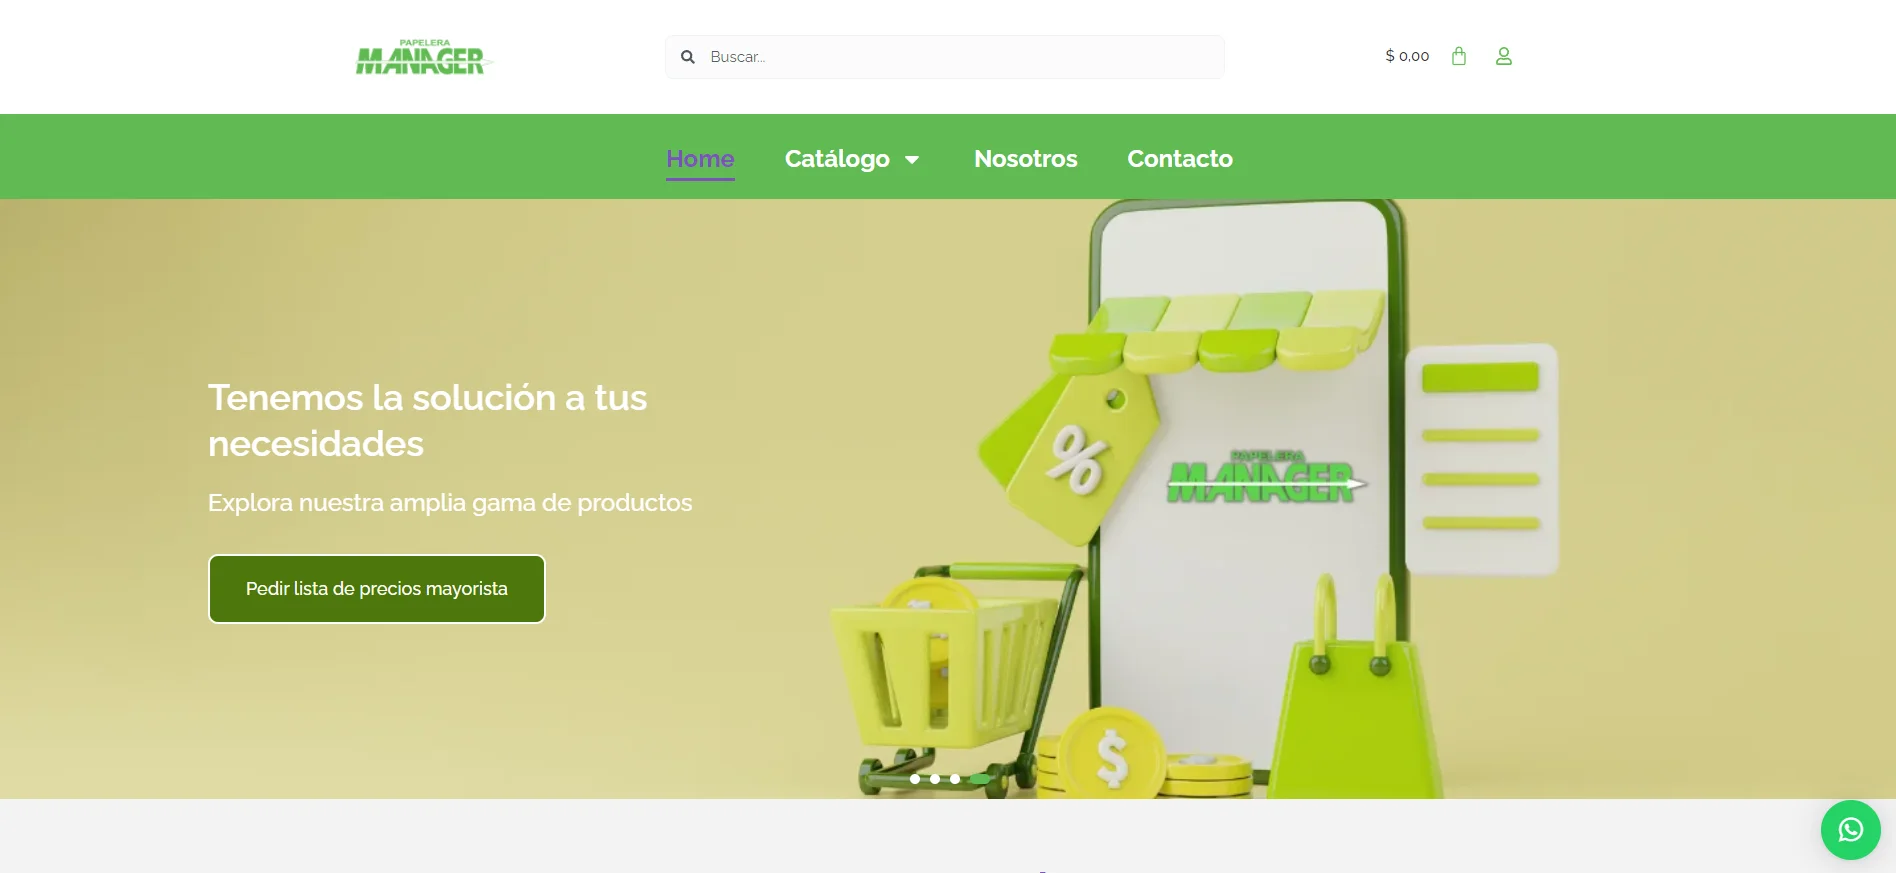 PAPELERA
MANAGER
Buscar...
$ 0,00
Home
Catálogo
Nosotros
Contacto
Tenemos la solución a tus
necesidades
Explora nuestra amplia gama de productos
Pedir lista de precios mayorista
%
PAPELERA
MANAGER
$